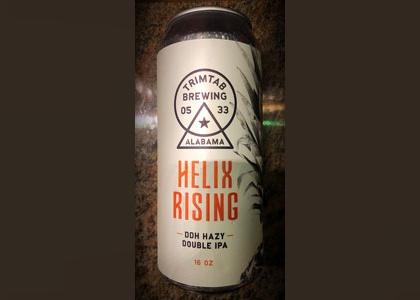 TRIMTAB
BREWING
05 33
ALABAMA
HELIX
RISING
DDH HAZY
DOUBLE IPA
16 OZ